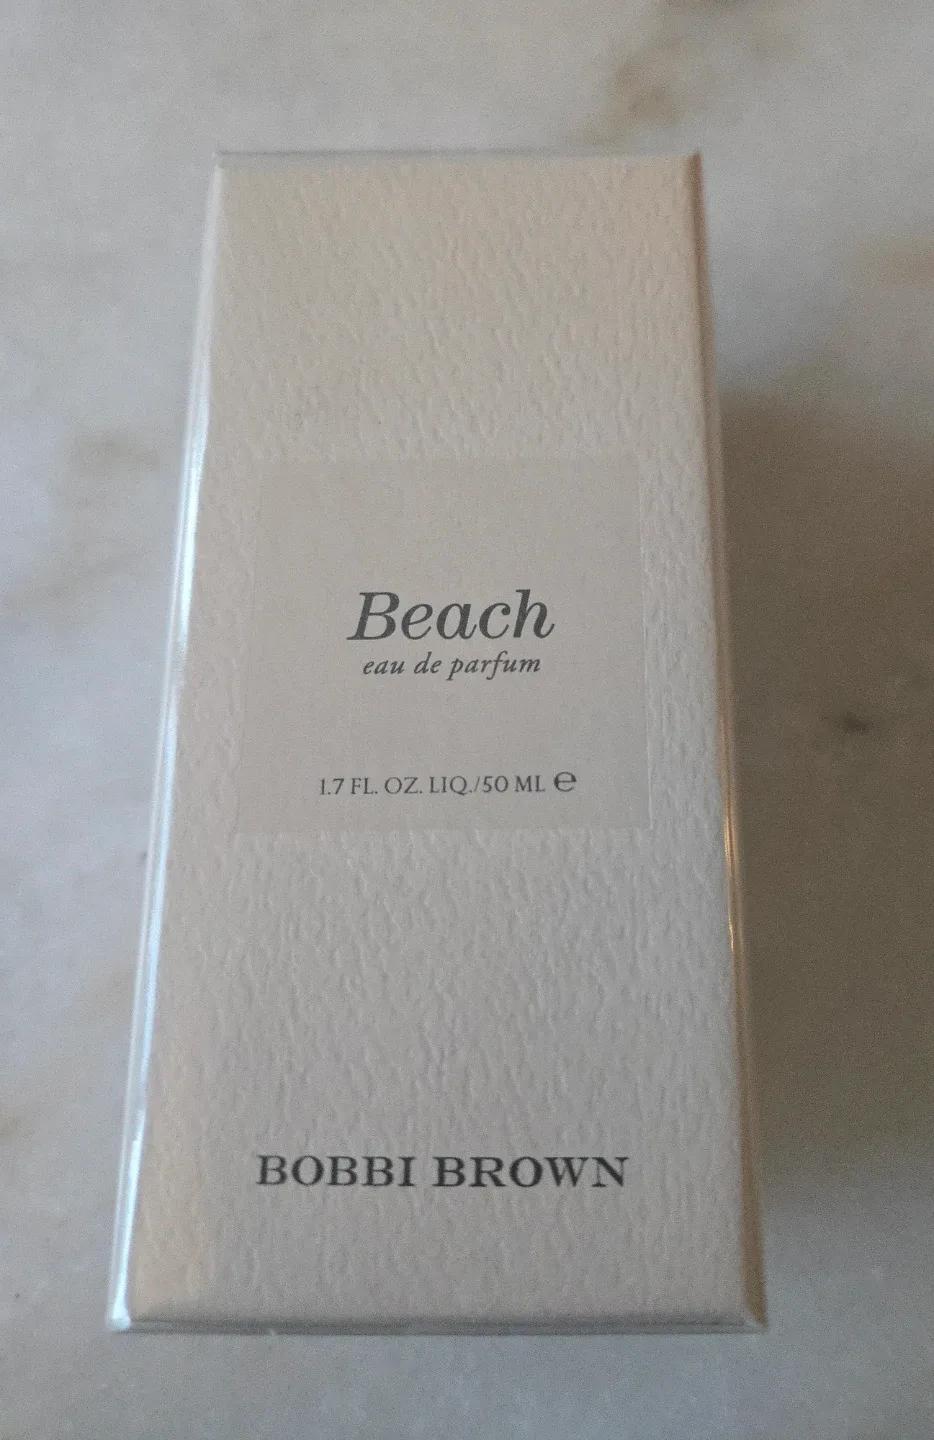 Beach
eau de parfum
1.7 FL. OZ. LIQ./50 ML ℮
BOBBI BROWN